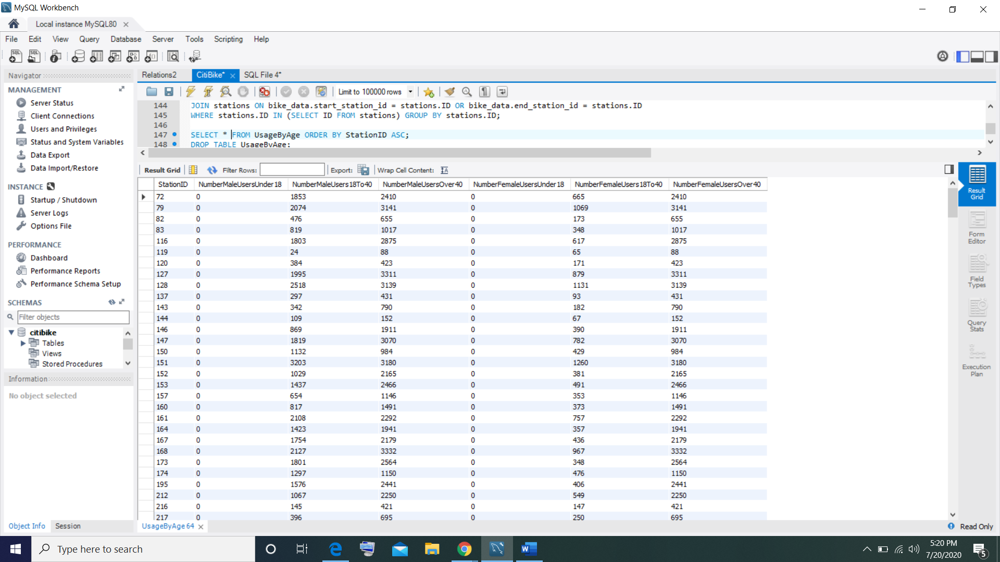 MySQL Workbench
Local instance MySQL80
File Edit View Query Database Server Tools Scripting Help
Navigator
MANAGEMENT
Server Status
Client Connections
Users and Privileges
Status and System Variables
Data Export
Data Import/Restore
INSTANCE
Startup / Shutdown
Server Logs
Options File
PERFORMANCE
Dashboard
Performance Reports
Performance Schema Setup
SCHEMAS
Filter objects
citibike
Tables
Views
Stored Procedures
Information
No object selected
Object Info Session
Relations2 CitiBike* SQL File 4*
Limit to 100000 rows
144 JOIN stations ON bike_data.start_station_id = stations.ID OR bike_data.end_station_id = stations.ID
145 WHERE stations.ID IN (SELECT ID FROM stations) GROUP BY stations.ID;
146
147 SELECT * FROM UsageByAge ORDER BY StationID ASC;
148 DROP TABLE UsageByAge;
Result Grid Filter Rows: Export: Wrap Cell Content:
StationID NumberMaleUsersUnder18 NumberMaleUsers18To40 NumberMaleUsersOver40 NumberFemaleUsersUnder18 NumberFemaleUsers18To40 NumberFemaleUsersOver40
72 0 1853 2410 0 665 2410
79 0 2074 3141 0 1069 3141
82 0 476 655 0 173 655
83 0 819 1017 0 348 1017
116 0 1803 2875 0 617 2875
119 0 24 88 0 65 88
120 0 384 423 0 171 423
127 0 1995 3311 0 879 3311
128 0 2518 3139 0 1131 3139
137 0 297 431 0 93 431
143 0 342 790 0 182 790
144 0 109 152 0 67 152
146 0 869 1911 0 390 1911
147 0 1819 3070 0 782 3070
150 0 1132 984 0 429 984
151 0 3203 3180 0 1260 3180
152 0 1029 2165 0 381 2165
153 0 1437 2466 0 491 2466
157 0 654 1146 0 353 1146
160 0 817 1491 0 373 1491
161 0 2108 2292 0 757 2292
164 0 1423 1941 0 357 1941
167 0 1754 2179 0 436 2179
168 0 2127 3332 0 967 3332
173 0 1801 2564 0 348 2564
174 0 1297 1150 0 476 1150
195 0 1576 2441 0 406 2441
212 0 1067 2250 0 549 2250
216 0 145 421 0 147 421
217 0 396 695 0 250 695
UsageByAge 64
Result
Grid
Form
Editor
Field
Types
Query
Stats
Execution
Plan
Read Only
Type here to search
5:20 PM
7/20/2020
5